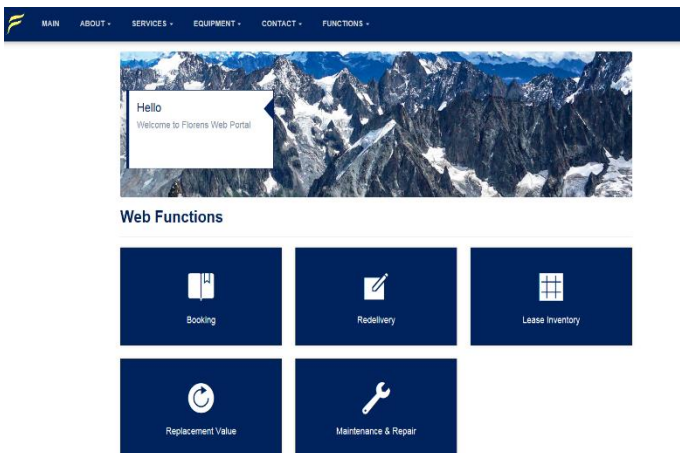 MAIN ABOUT SERVICES EQUIPMENT CONTACT FUNCTIONS
Hello
Welcome to Florens Web Portal
Web Functions
Booking Redelivery Lease Inventory
Replacement Value Maintenance & Repair